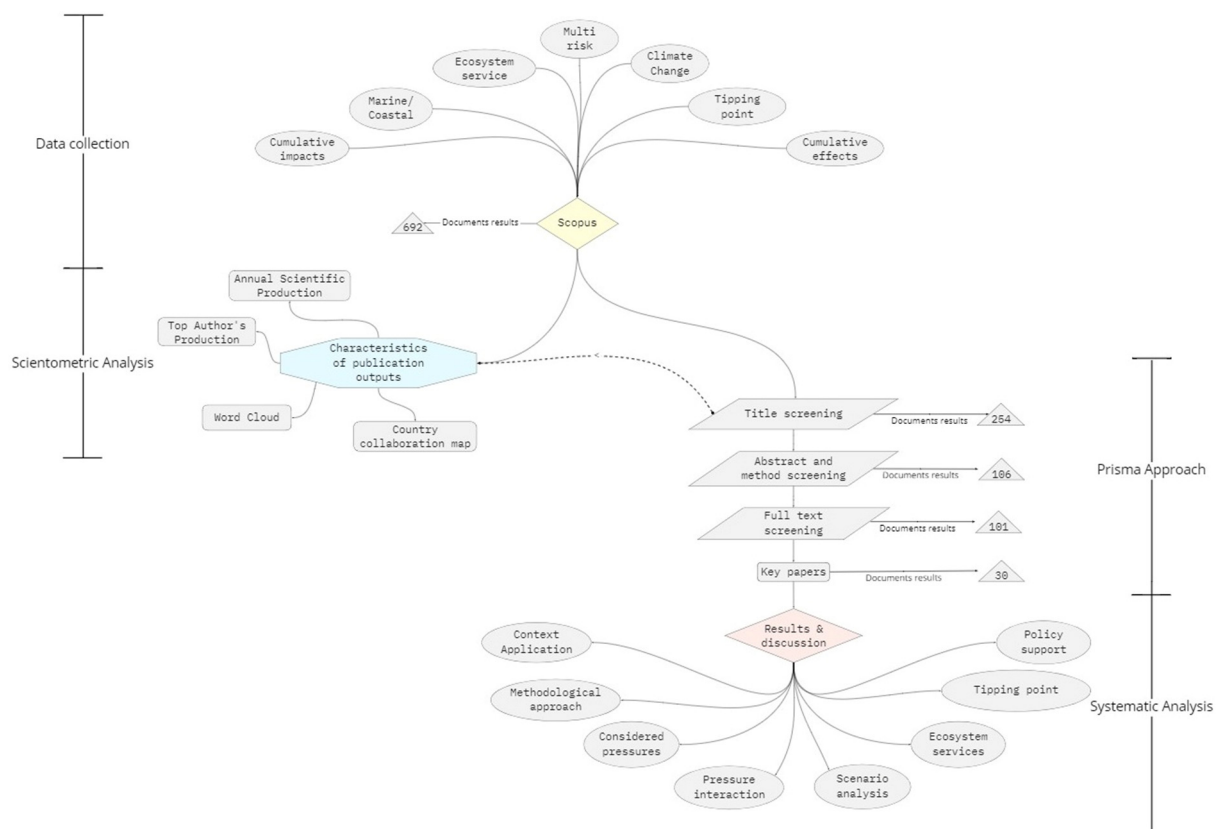 Multi
risk
Ecosystem
service
Climate
Change
Marine/
Coastal
Tipping
point
Data collection
Cumulative
impacts
Cumulative
effects
692
Documents results
Scopus
Annual Scientific
Production
Top Author's
Production
Scientometric Analysis
Characteristics
of publication
outputs
Word Cloud
Country
collaboration map
Title screening
Documents results
254
Abstract and
method screening
Documents results
106
Prisma Approach
Full text
screening
Documents results
101
Key papers
Documents results
30
Results &
discussion
Context
Application
Policy
support
Methodological
approach
Tipping point
Systematic Analysis
Considered
pressures
Ecosystem
services
Pressure
interaction
Scenario
analysis